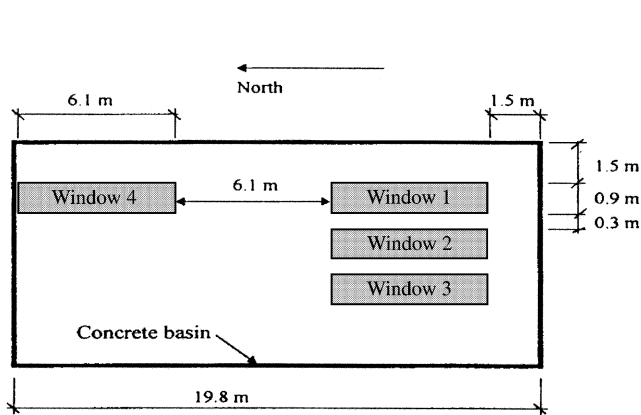 North
6.1 m
1.5 m
1.5 m
Window 4
6.1 m
Window 1
0.9 m
0.3 m
Window 2
Window 3
Concrete basin
19.8 m